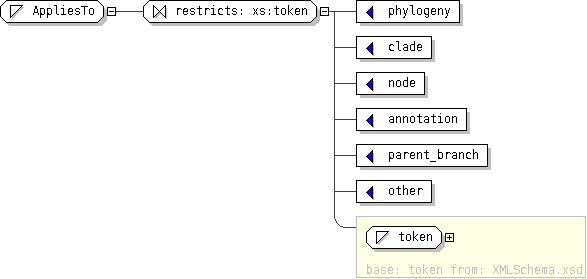 AppliesTo
restricts: xs:token
phylogeny
clade
node
annotation
parent_branch
other
token
base: token from: XMLSchema.xsd